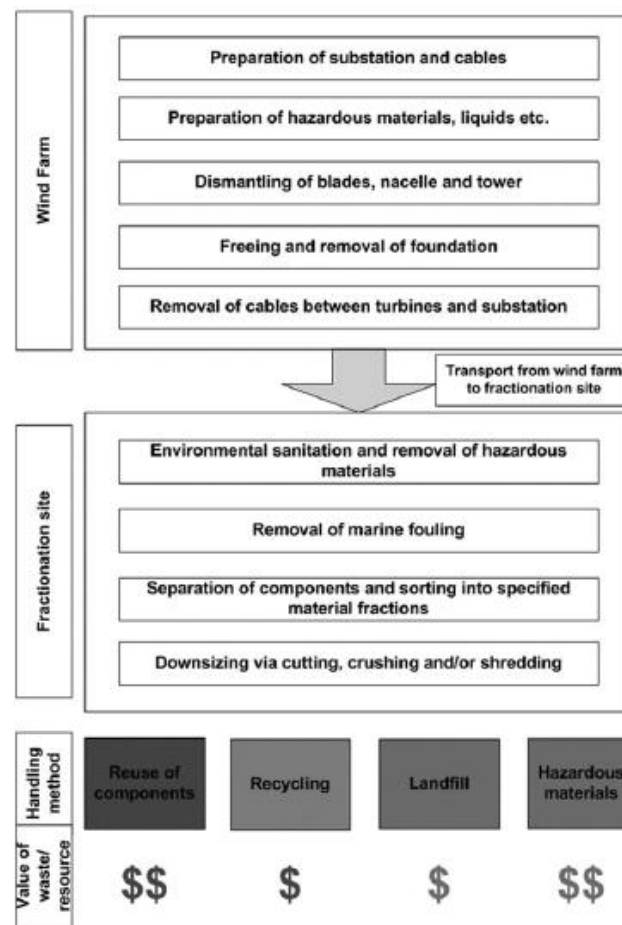 Wind Farm
Preparation of substation and cables
Preparation of hazardous materials, liquids etc.
Dismantling of blades, nacelle and tower
Freeing and removal of foundation
Removal of cables between turbines and substation
Transport from wind farm
to fractionation site
Fractionation site
Environmental sanitation and removal of hazardous
materials
Removal of marine fouling
Separation of components and sorting into specified
material fractions
Downsizing via cutting, crushing and/or shredding
Handling
method
Reuse of
components
Recycling
Landfill
Hazardous
materials
Value of
waste/
resource
$$ $ $ $$